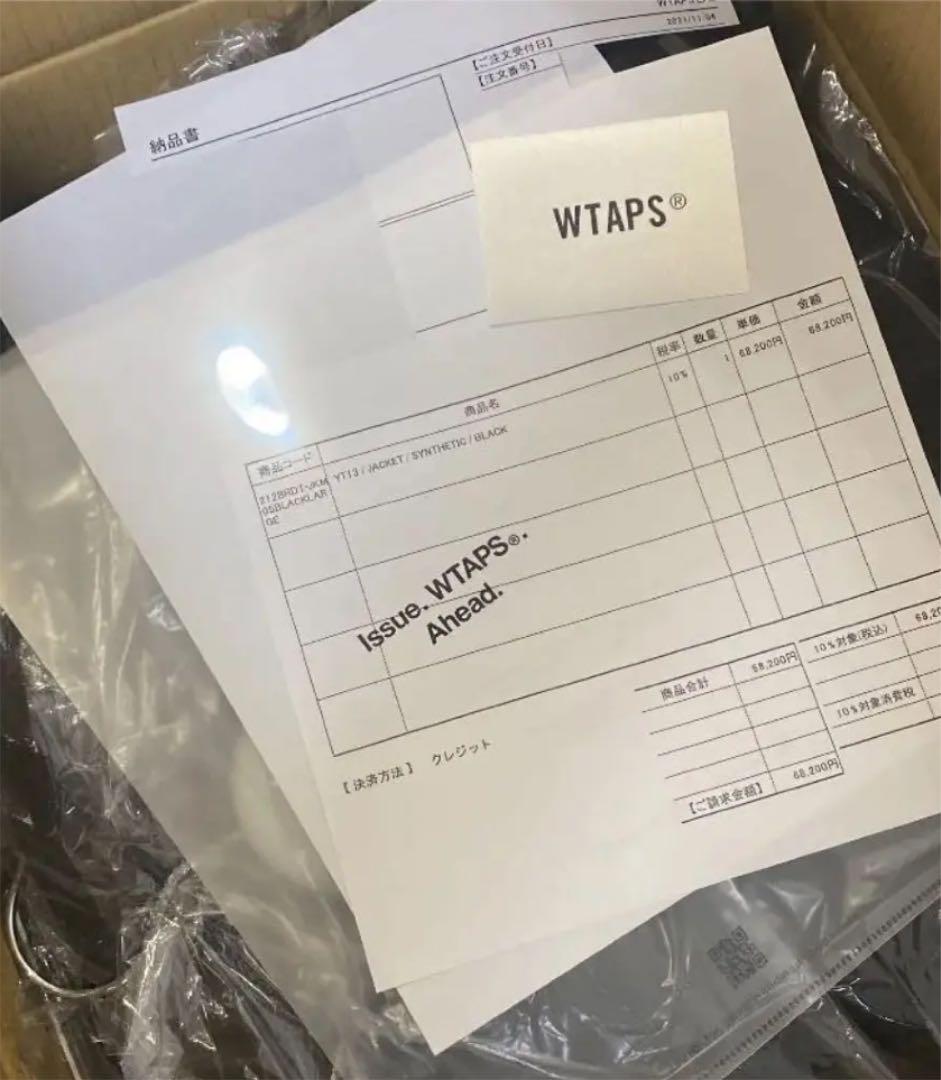 2021/11/04
【ご注文受付日】
【注文番号】
納品書
WTAPS®
商品コード 商品名 税率 数量 単価 金額
212BRDT-JKM
05BLACKLAR
GE
YT13 / JACKET / SYNTHETIC / BLACK 10% 1 68,200円 68,200円
Issue. WTAPS®.
Ahead.
商品合計 68,200円
10%対象(税込)
10%対象消費税
【ご請求金額】 68,200円
【決済方法】 クレジット